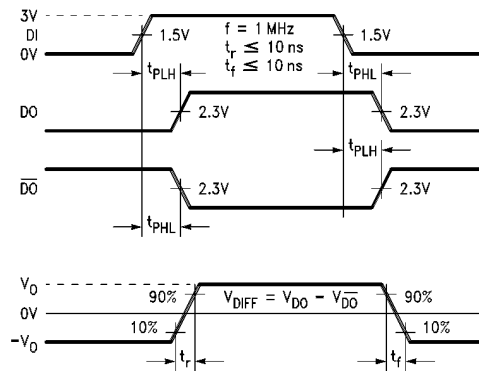 3V
DI
0V
1.5V
f = 1 MHz
tr ≤ 10 ns
tf ≤ 10 ns
1.5V
tPLH
tPHL
DO
2.3V
2.3V
tPLH
D̅O̅
2.3V
2.3V
tPHL
VO
90%
VDIFF = VDO − VD̅O̅
90%
0V
10%
10%
−VO
tr
tf